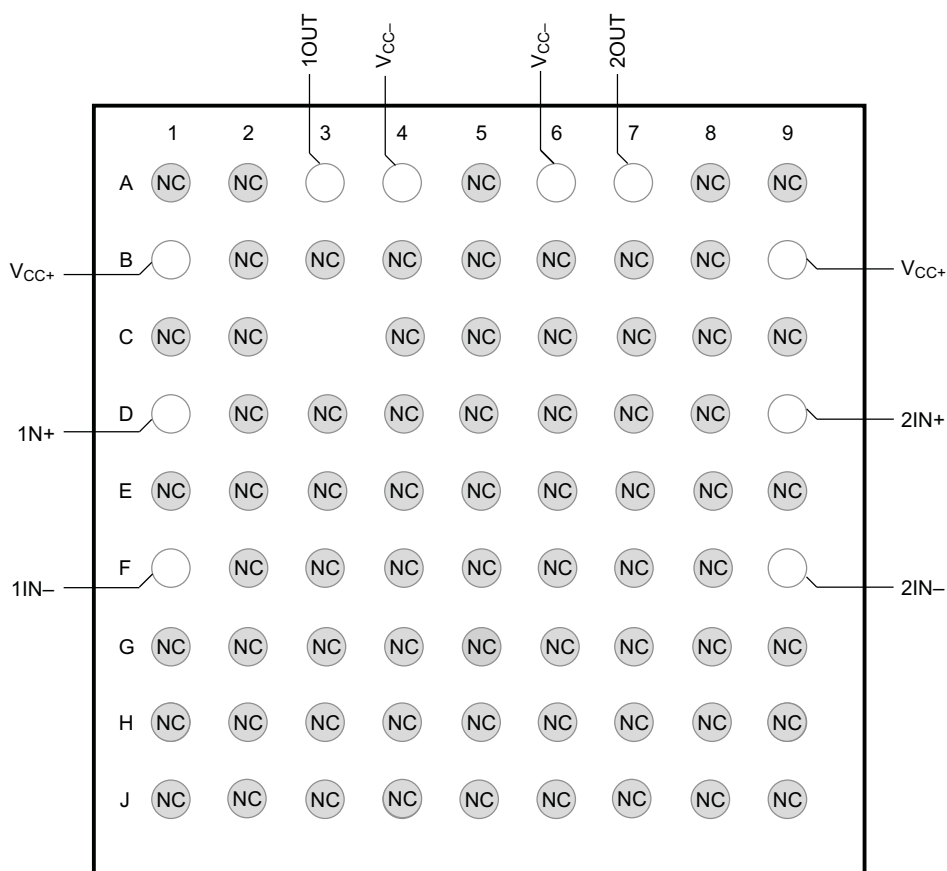 1OUT VCC– VCC– 2OUT
1 2 3 4 5 6 7 8 9
A NC NC NC NC NC
VCC+ B NC NC NC NC NC NC NC VCC+
C NC NC NC NC NC NC NC NC
1N+ D NC NC NC NC NC NC NC 2IN+
E NC NC NC NC NC NC NC NC NC
1IN– F NC NC NC NC NC NC NC 2IN–
G NC NC NC NC NC NC NC NC NC
H NC NC NC NC NC NC NC NC NC
J NC NC NC NC NC NC NC NC NC